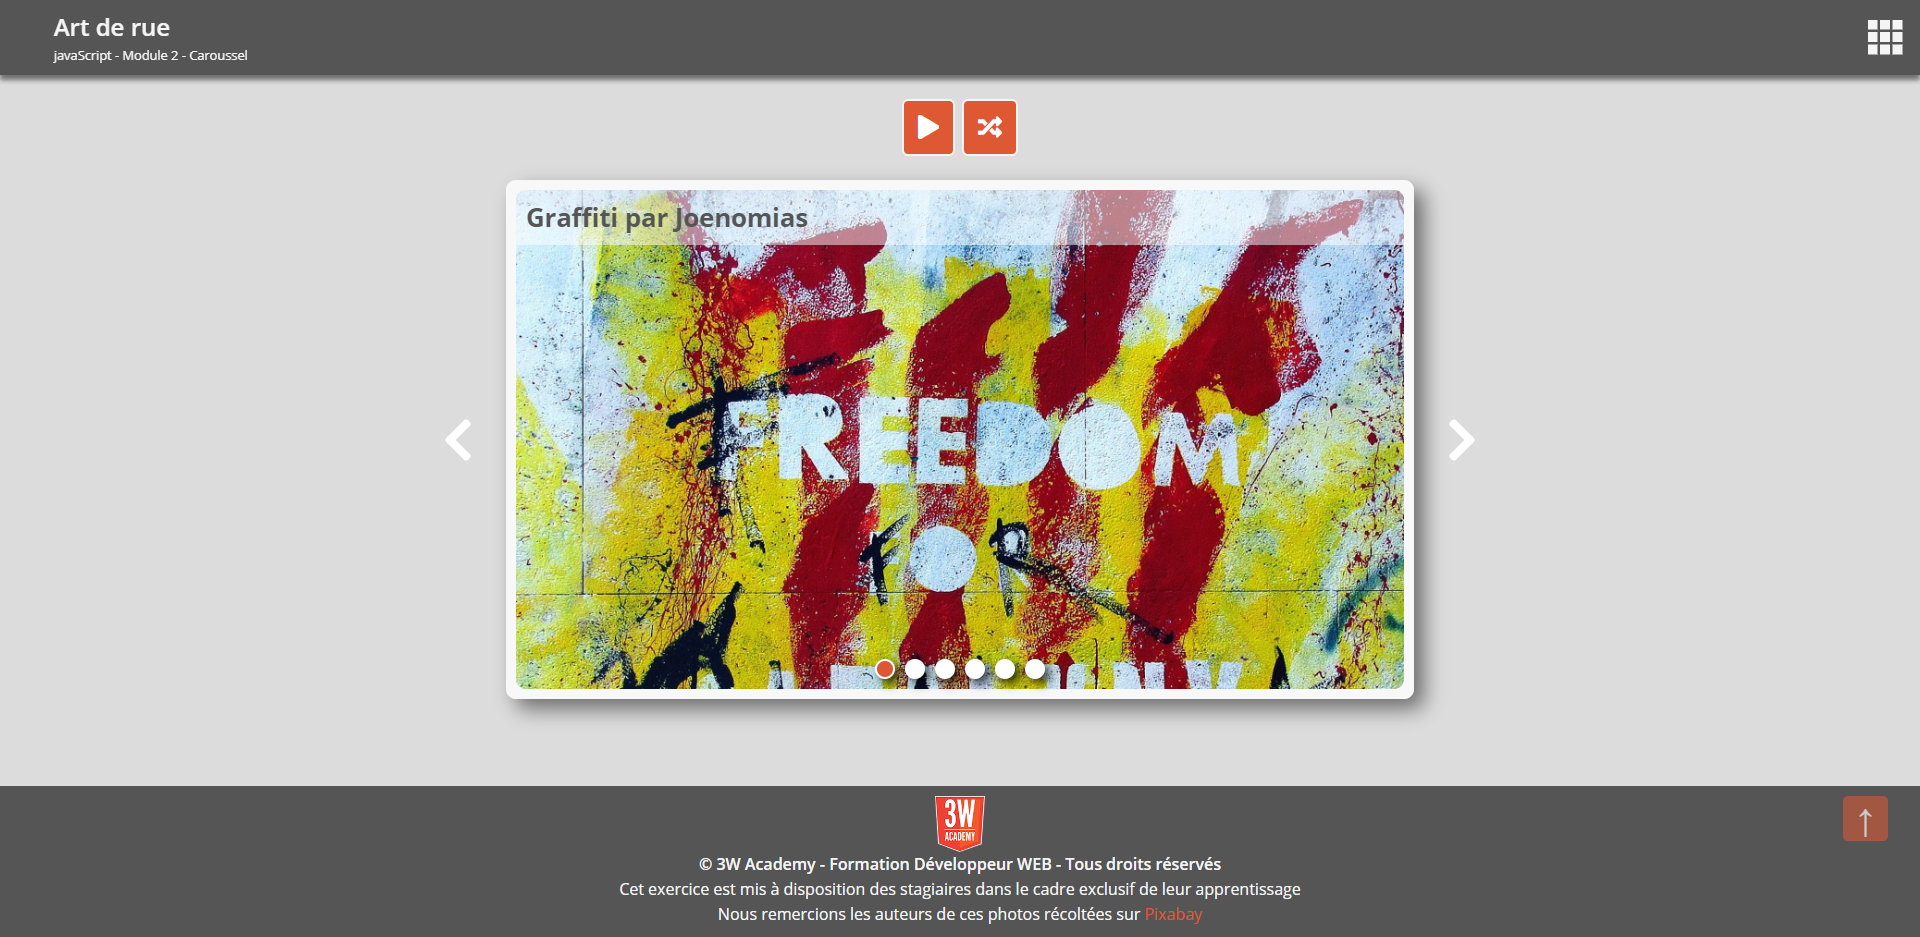 Art de rue
javaScript - Module 2 - Caroussel
Graffiti par Joenomias
FREEDOM
FOR
3W
ACADEMY
© 3W Academy - Formation Développeur WEB - Tous droits réservés
Cet exercice est mis à disposition des stagiaires dans le cadre exclusif de leur apprentissage
Nous remercions les auteurs de ces photos récoltées sur Pixabay